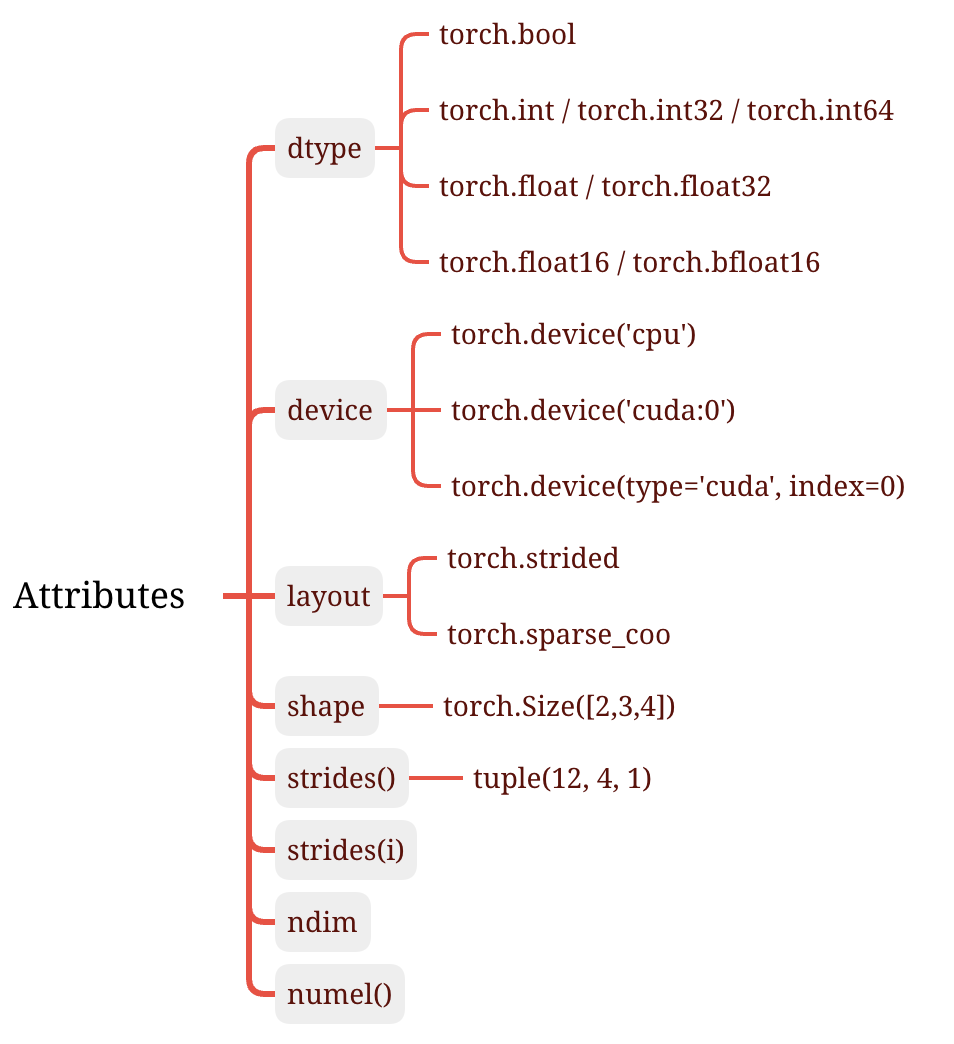 torch.bool
torch.int / torch.int32 / torch.int64
dtype
torch.float / torch.float32
torch.float16 / torch.bfloat16
torch.device('cpu')
device
torch.device('cuda:0')
torch.device(type='cuda', index=0)
torch.strided
Attributes
layout
torch.sparse_coo
shape
torch.Size([2,3,4])
strides()
tuple(12, 4, 1)
strides(i)
ndim
numel()